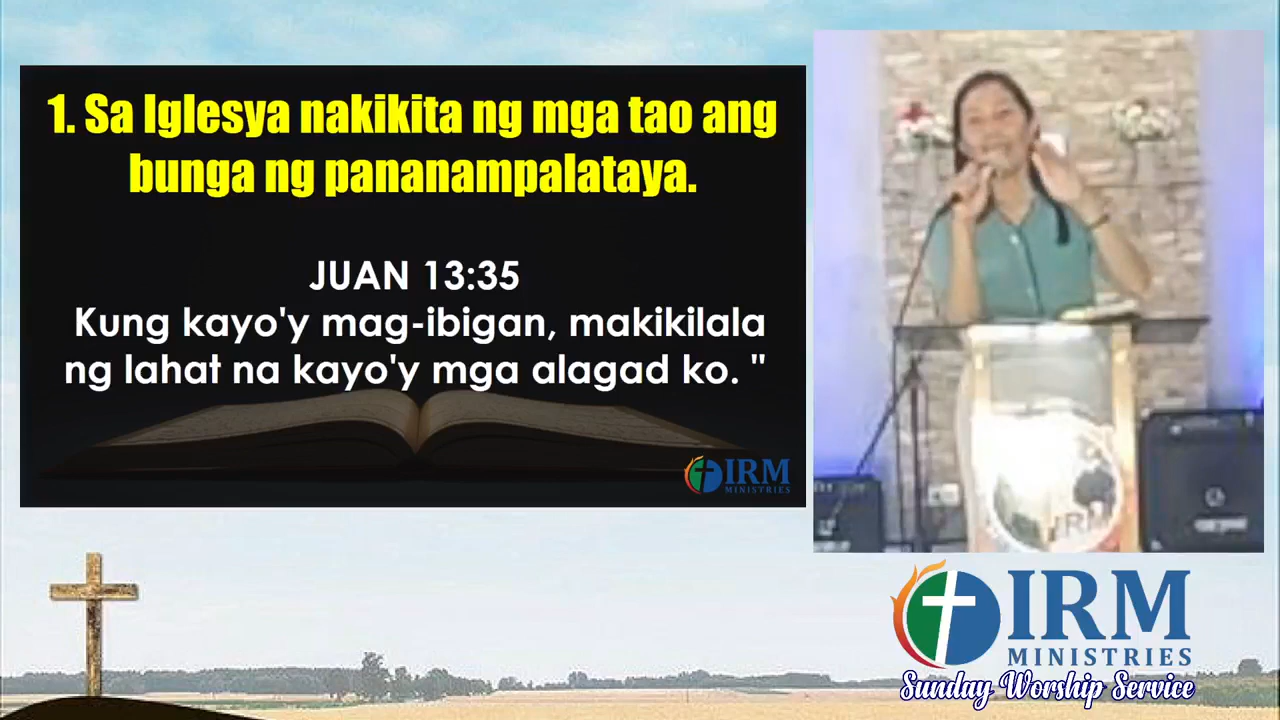 1. Sa Iglesya nakikita ng mga tao ang
bunga ng pananampalataya.
JUAN 13:35
Kung kayo'y mag-ibigan, makikilala
ng lahat na kayo'y mga alagad ko. "
IRM
MINISTRIES
IRM
IRM
MINISTRIES
Sunday Worship Service